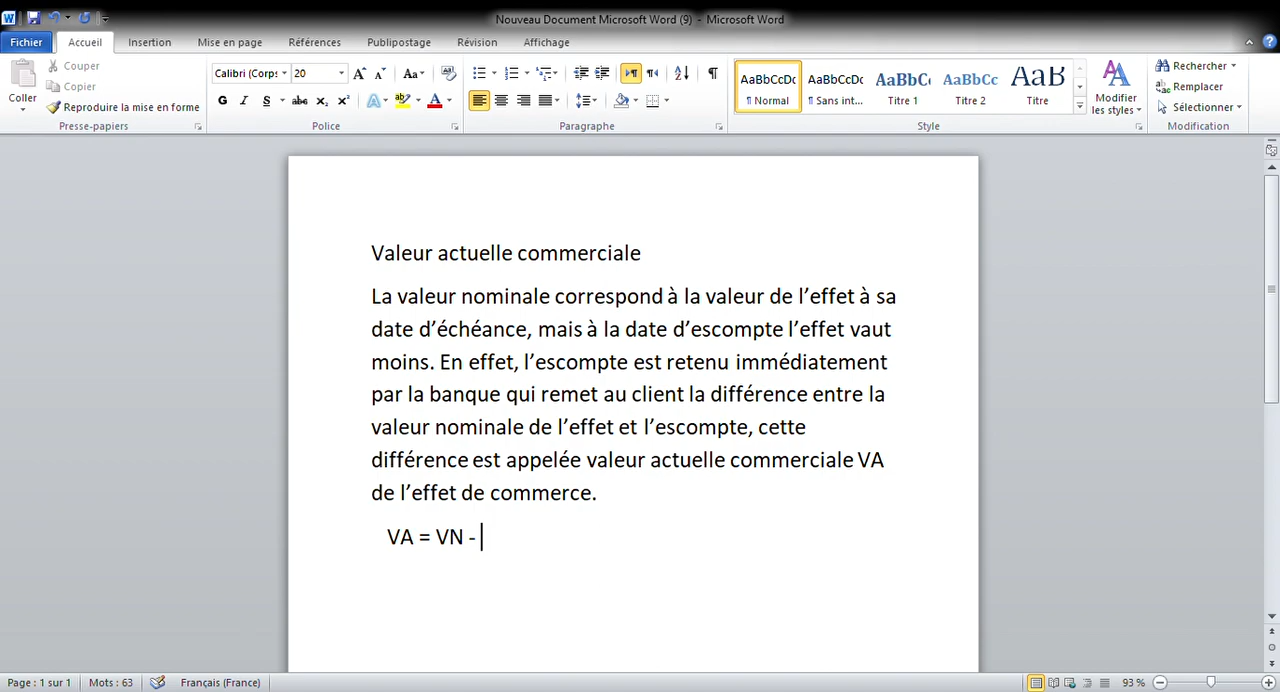 Nouveau Document Microsoft Word (9) - Microsoft Word
Fichier Accueil Insertion Mise en page Références Publipostage Révision Affichage
Coller
Couper
Copier
Reproduire la mise en forme
Presse-papiers
Calibri (Corps 20
Aa
G I S abc x₂ x²
Police
Paragraphe
AaBbCcDc AaBbCcDc AaBbC AaBbCc AaB
¶ Normal ¶ Sans int... Titre 1 Titre 2 Titre
Modifier
les styles
Style
Rechercher
Remplacer
Sélectionner
Modification
Valeur actuelle commerciale
La valeur nominale correspond à la valeur de l’effet à sa
date d’échéance, mais à la date d’escompte l’effet vaut
moins. En effet, l’escompte est retenu immédiatement
par la banque qui remet au client la différence entre la
valeur nominale de l’effet et l’escompte, cette
différence est appelée valeur actuelle commerciale VA
de l’effet de commerce.
VA = VN -
Page : 1 sur 1 Mots : 63 Français (France) 93 %